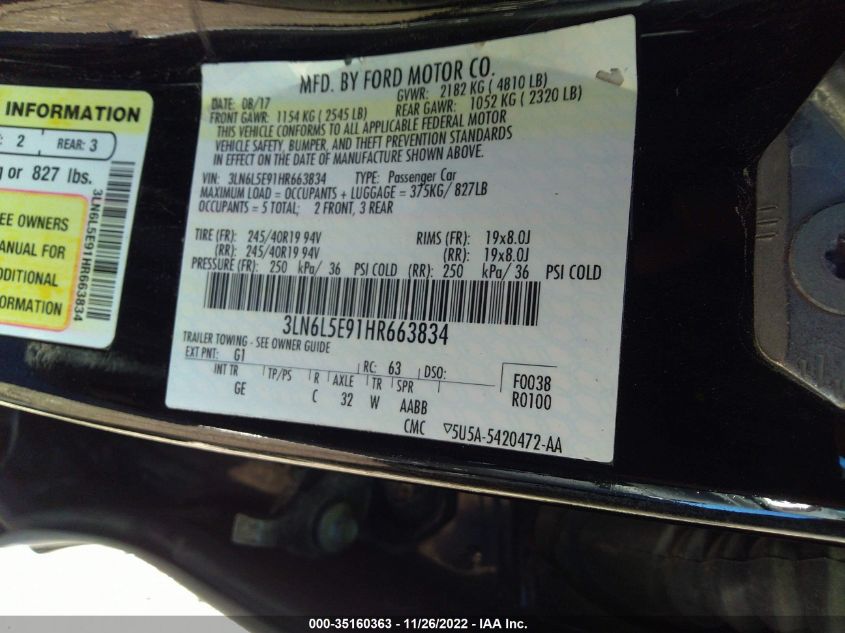 INFORMATION
: 2 REAR: 3
g or 827 lbs.
EE OWNERS
ANUAL FOR
DDITIONAL
FORMATION
3LN6L5E91HR663834
MFD. BY FORD MOTOR CO.
DATE: 08/17 GVWR: 2182 KG ( 4810 LB)
FRONT GAWR: 1154 KG ( 2545 LB) REAR GAWR: 1052 KG ( 2320 LB)
THIS VEHICLE CONFORMS TO ALL APPLICABLE FEDERAL MOTOR
VEHICLE SAFETY, BUMPER, AND THEFT PREVENTION STANDARDS
IN EFFECT ON THE DATE OF MANUFACTURE SHOWN ABOVE.
VIN: 3LN6L5E91HR663834 TYPE: Passenger Car
MAXIMUM LOAD = OCCUPANTS + LUGGAGE = 375KG/ 827LB
OCCUPANTS = 5 TOTAL; 2 FRONT, 3 REAR
TIRE (FR): 245/40R19 94V RIMS (FR): 19x8.0J
(RR): 245/40R19 94V (RR): 19x8.0J
PRESSURE (FR): 250 kPa/ 36 PSI COLD (RR): 250 kPa/ 36 PSI COLD
3LN6L5E91HR663834
TRAILER TOWING - SEE OWNER GUIDE
EXT PNT: G1 RC: 63 DSO:
INT TR TP/PS R AXLE TR SPR F0038
GE C 32 W AABB R0100
CMC ▽5U5A-5420472-AA
000-35160363 - 11/26/2022 - IAA Inc.